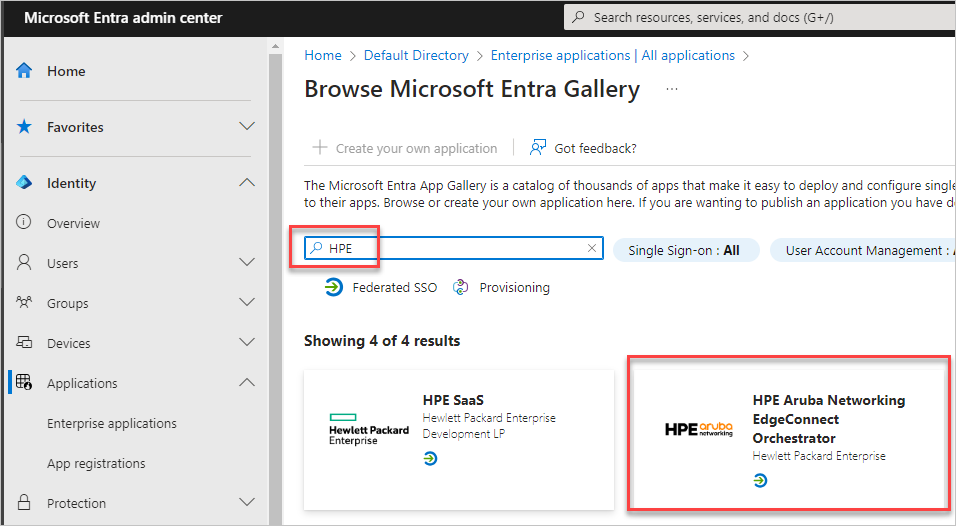 Microsoft Entra admin center
Search resources, services, and docs (G+/)
Home
Favorites
Identity
Overview
Users
Groups
Devices
Applications
Enterprise applications
App registrations
Protection
Home > Default Directory > Enterprise applications | All applications >
Browse Microsoft Entra Gallery ...
Create your own application
Got feedback?
The Microsoft Entra App Gallery is a catalog of thousands of apps that make it easy to deploy and configure singl
to their apps. Browse or create your own application here. If you are wanting to publish an application you have d
HPE
Single Sign-on : All
User Account Management :
Federated SSO
Provisioning
Showing 4 of 4 results
Hewlett Packard
Enterprise
HPE SaaS
Hewlett Packard Enterprise
Development LP
HPE aruba
networking
HPE Aruba Networking
EdgeConnect
Orchestrator
Hewlett Packard Enterprise